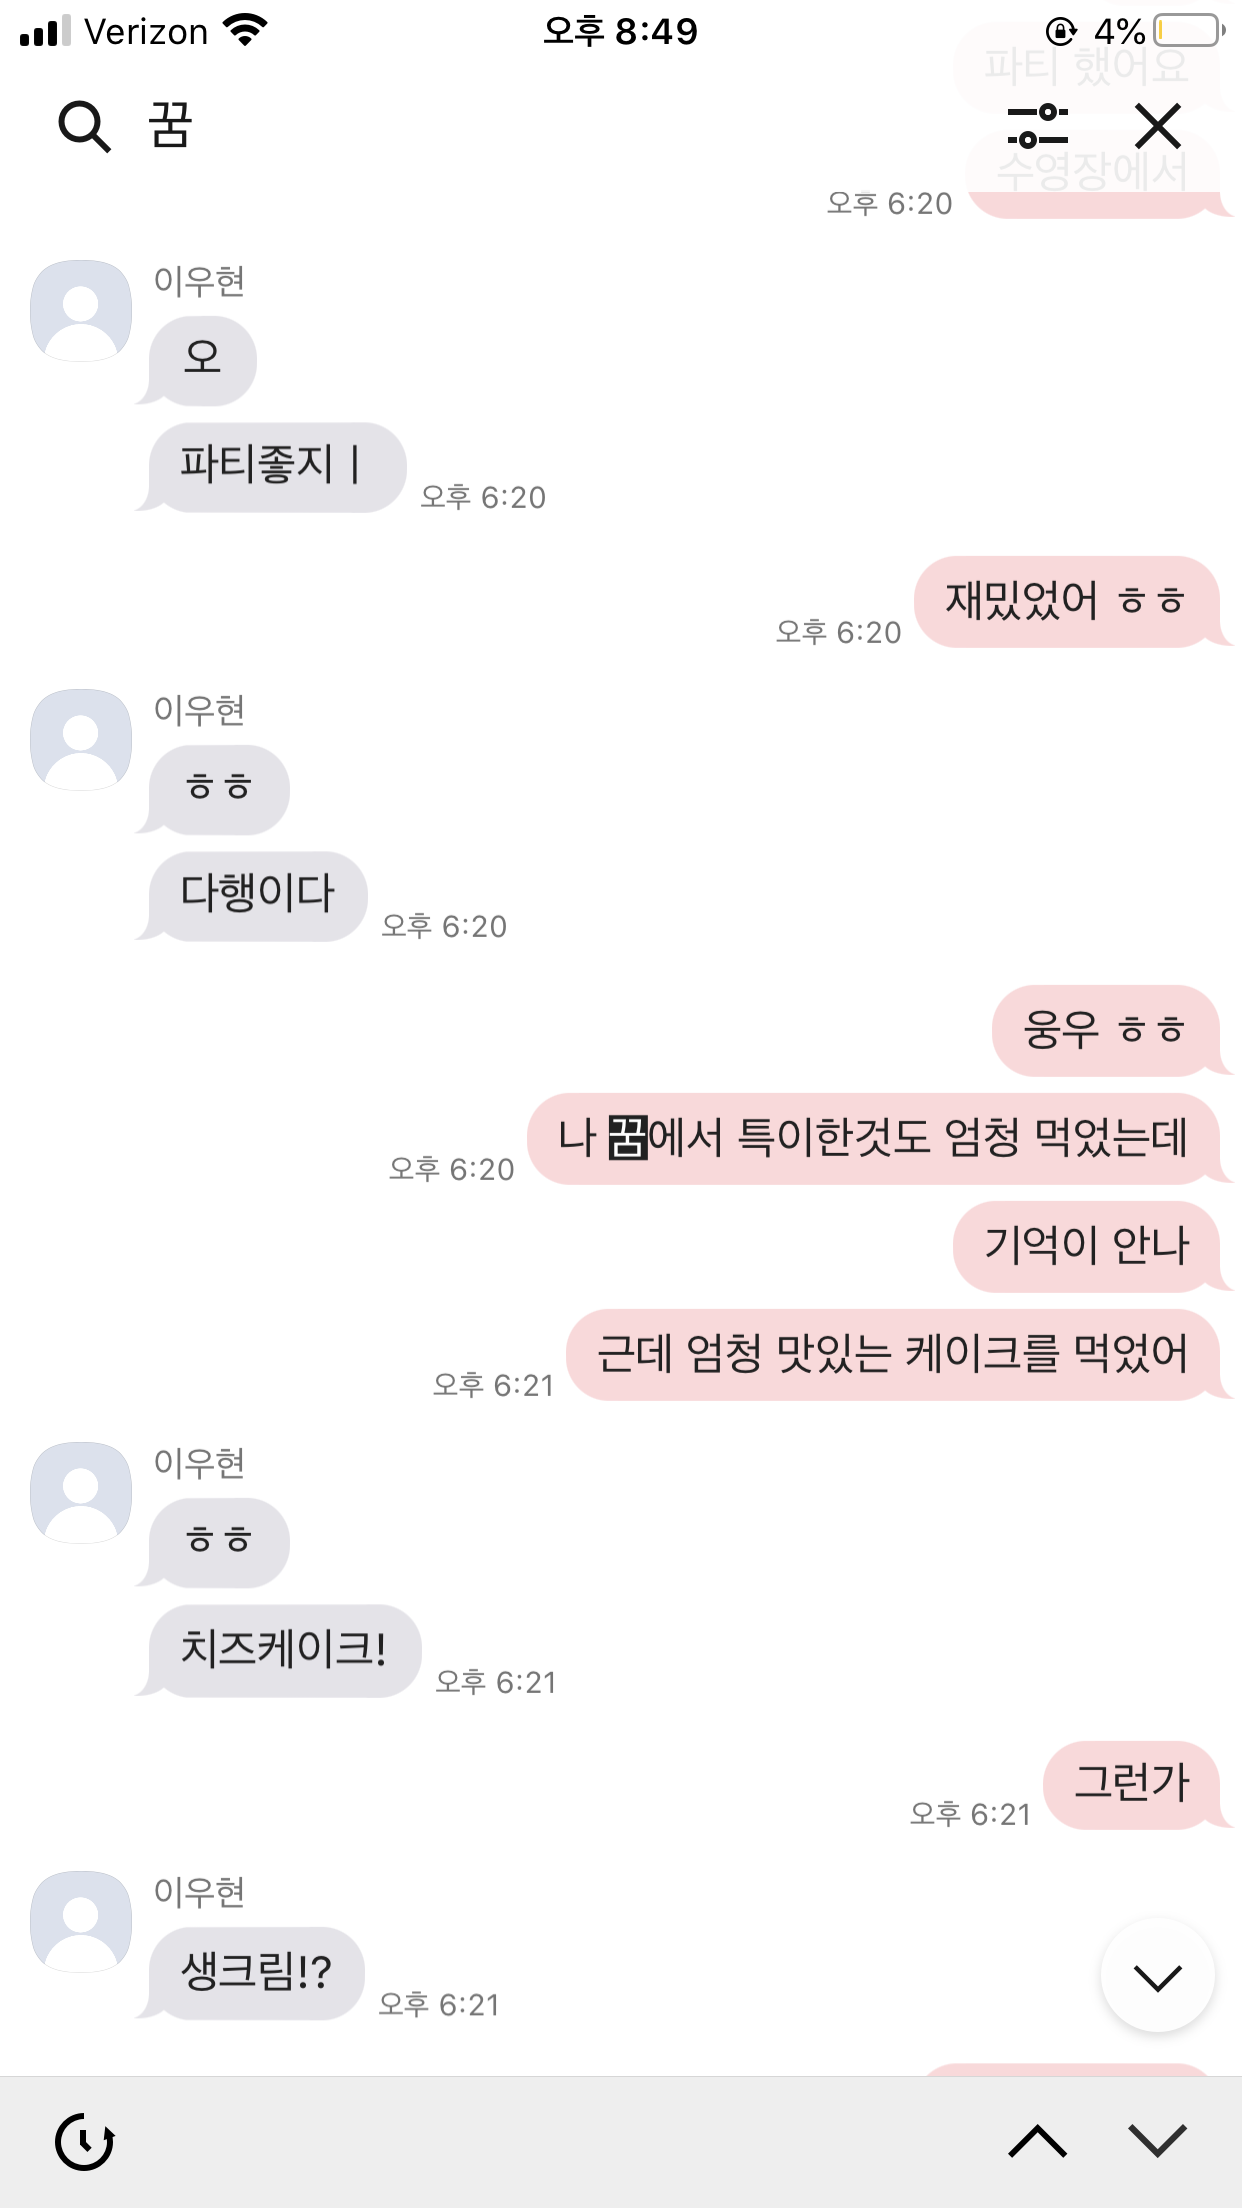 Verizon 오후 8:49 4%
파티 했어요
꿈
수영장에서
오후 6:20
이우현
오
파티좋지ㅣ
오후 6:20
재밌었어 ㅎㅎ
오후 6:20
이우현
ㅎㅎ
다행이다
오후 6:20
웅우 ㅎㅎ
나 꿈에서 특이한것도 엄청 먹었는데
오후 6:20
기억이 안나
근데 엄청 맛있는 케이크를 먹었어
오후 6:21
이우현
ㅎㅎ
치즈케이크!
오후 6:21
그런가
오후 6:21
이우현
생크림!?
오후 6:21